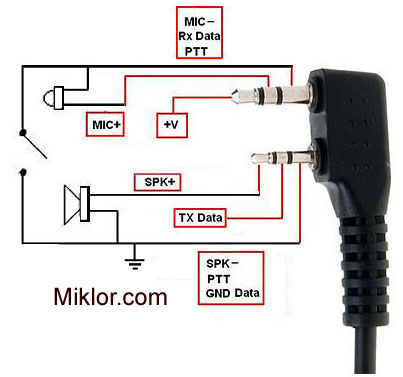 MIC-
Rx Data
PTT
MIC+
+V
SPK+
TX Data
SPK-
PTT
GND Data
Miklor.com